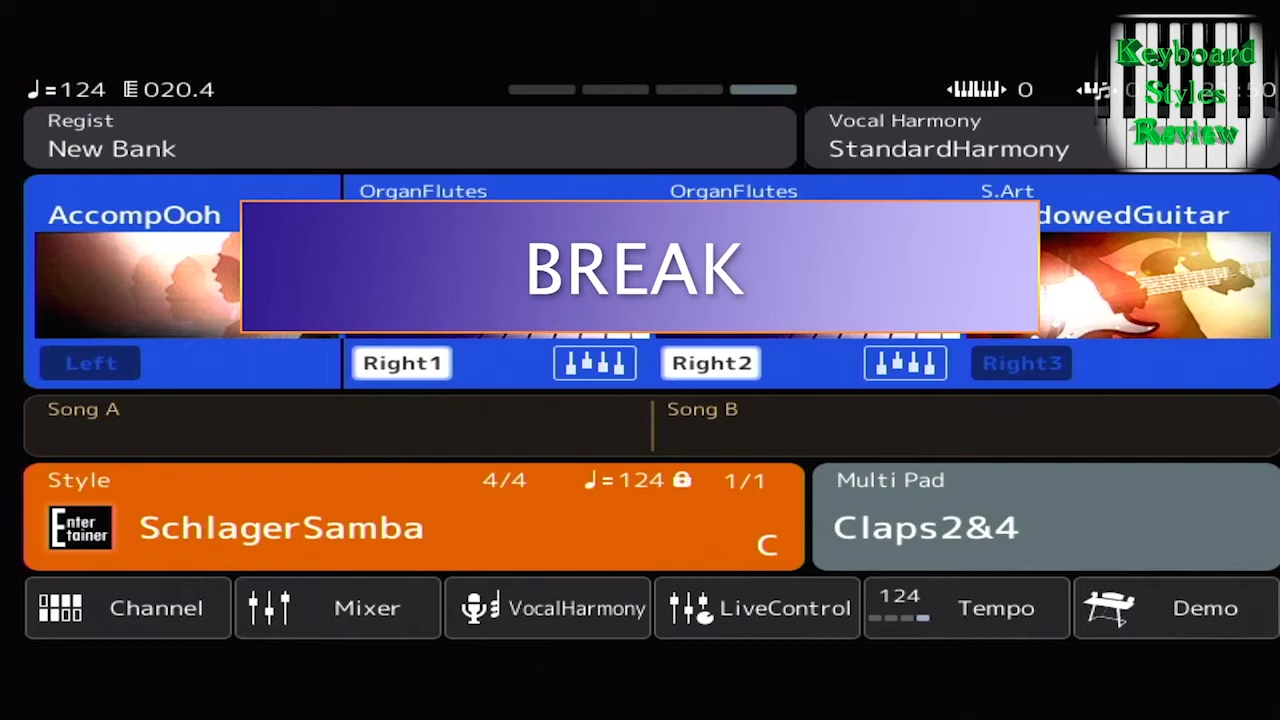 ♩=124 020.4
0
Keyboard
Styles
Review
Regist
New Bank
Vocal Harmony
StandardHarmony
AccompOoh
OrganFlutes
OrganFlutes
S.Art
dowedGuitar
BREAK
Left
Right1
Right2
Right3
Song A
Song B
Style 4/4 ♩=124 1/1
Enter
tainer
SchlagerSamba
C
Multi Pad
Claps2&4
Channel
Mixer
VocalHarmony
LiveControl
124
Tempo
Demo